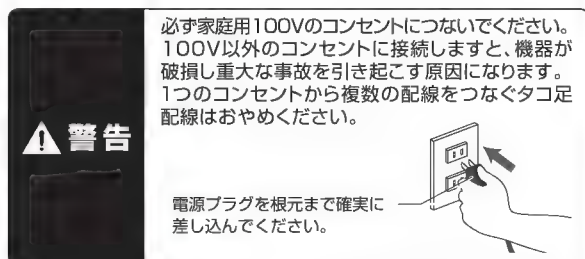 必ず家庭用100Vのコンセントにつないでください。
100V以外のコンセントに接続しますと、機器が
破損し重大な事故を引き起こす原因になります。
1つのコンセントから複数の配線をつなぐタコ足
配線はおやめください。
警告
電源プラグを根元まで確実に
差し込んでください。